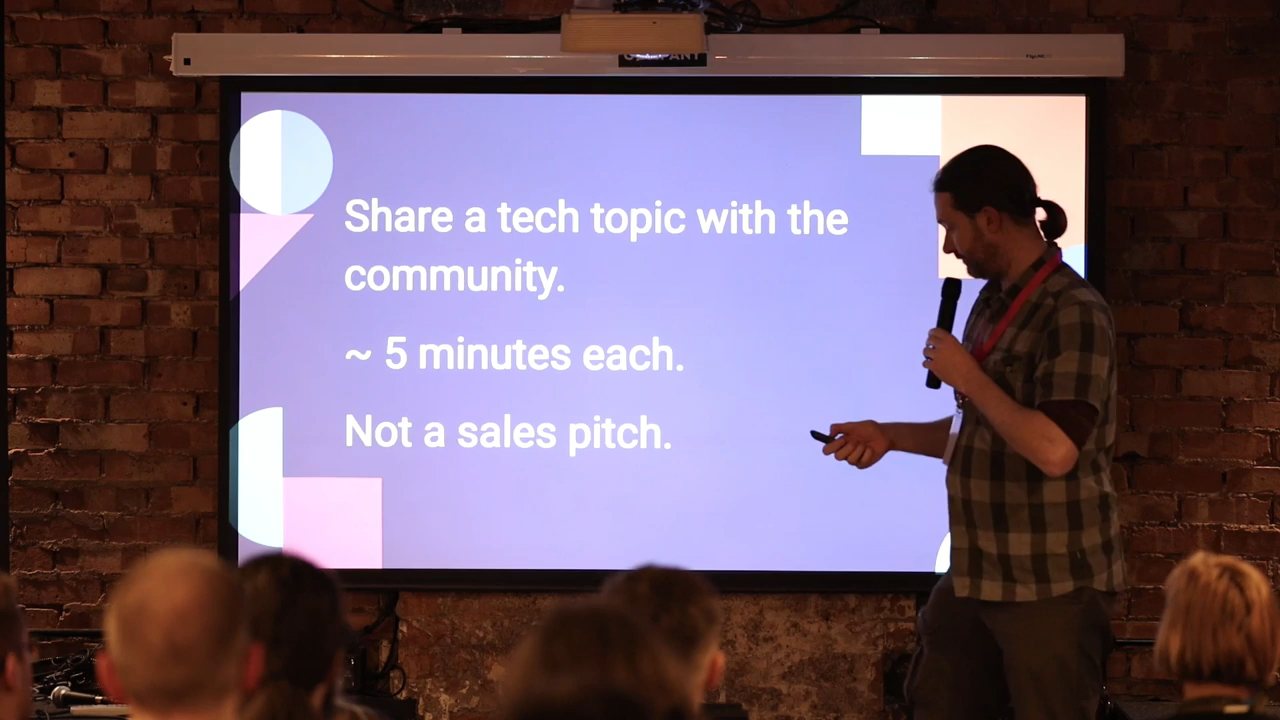 Share a tech topic with the
community.
~ 5 minutes each.
Not a sales pitch.